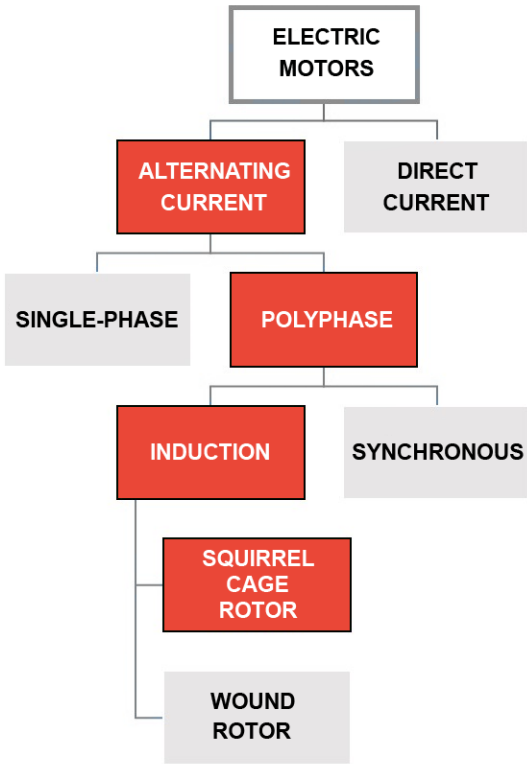 ELECTRIC
MOTORS
ALTERNATING
CURRENT
DIRECT
CURRENT
SINGLE-PHASE
POLYPHASE
INDUCTION
SYNCHRONOUS
SQUIRREL
CAGE
ROTOR
WOUND
ROTOR